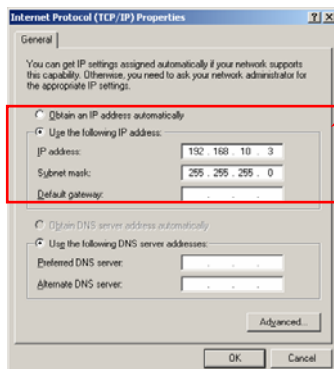 Internet Protocol (TCP/IP) Properties
General
You can get IP settings assigned automatically if your network supports
this capability. Otherwise, you need to ask your network administrator for
the appropriate IP settings.
Obtain an IP address automatically
Use the following IP address:
IP address: 192 . 168 . 10 . 3
Subnet mask: 255 . 255 . 255 . 0
Default gateway: . . .
Obtain DNS server address automatically
Use the following DNS server addresses:
Preferred DNS server: . . .
Alternate DNS server: . . .
Advanced...
OK Cancel